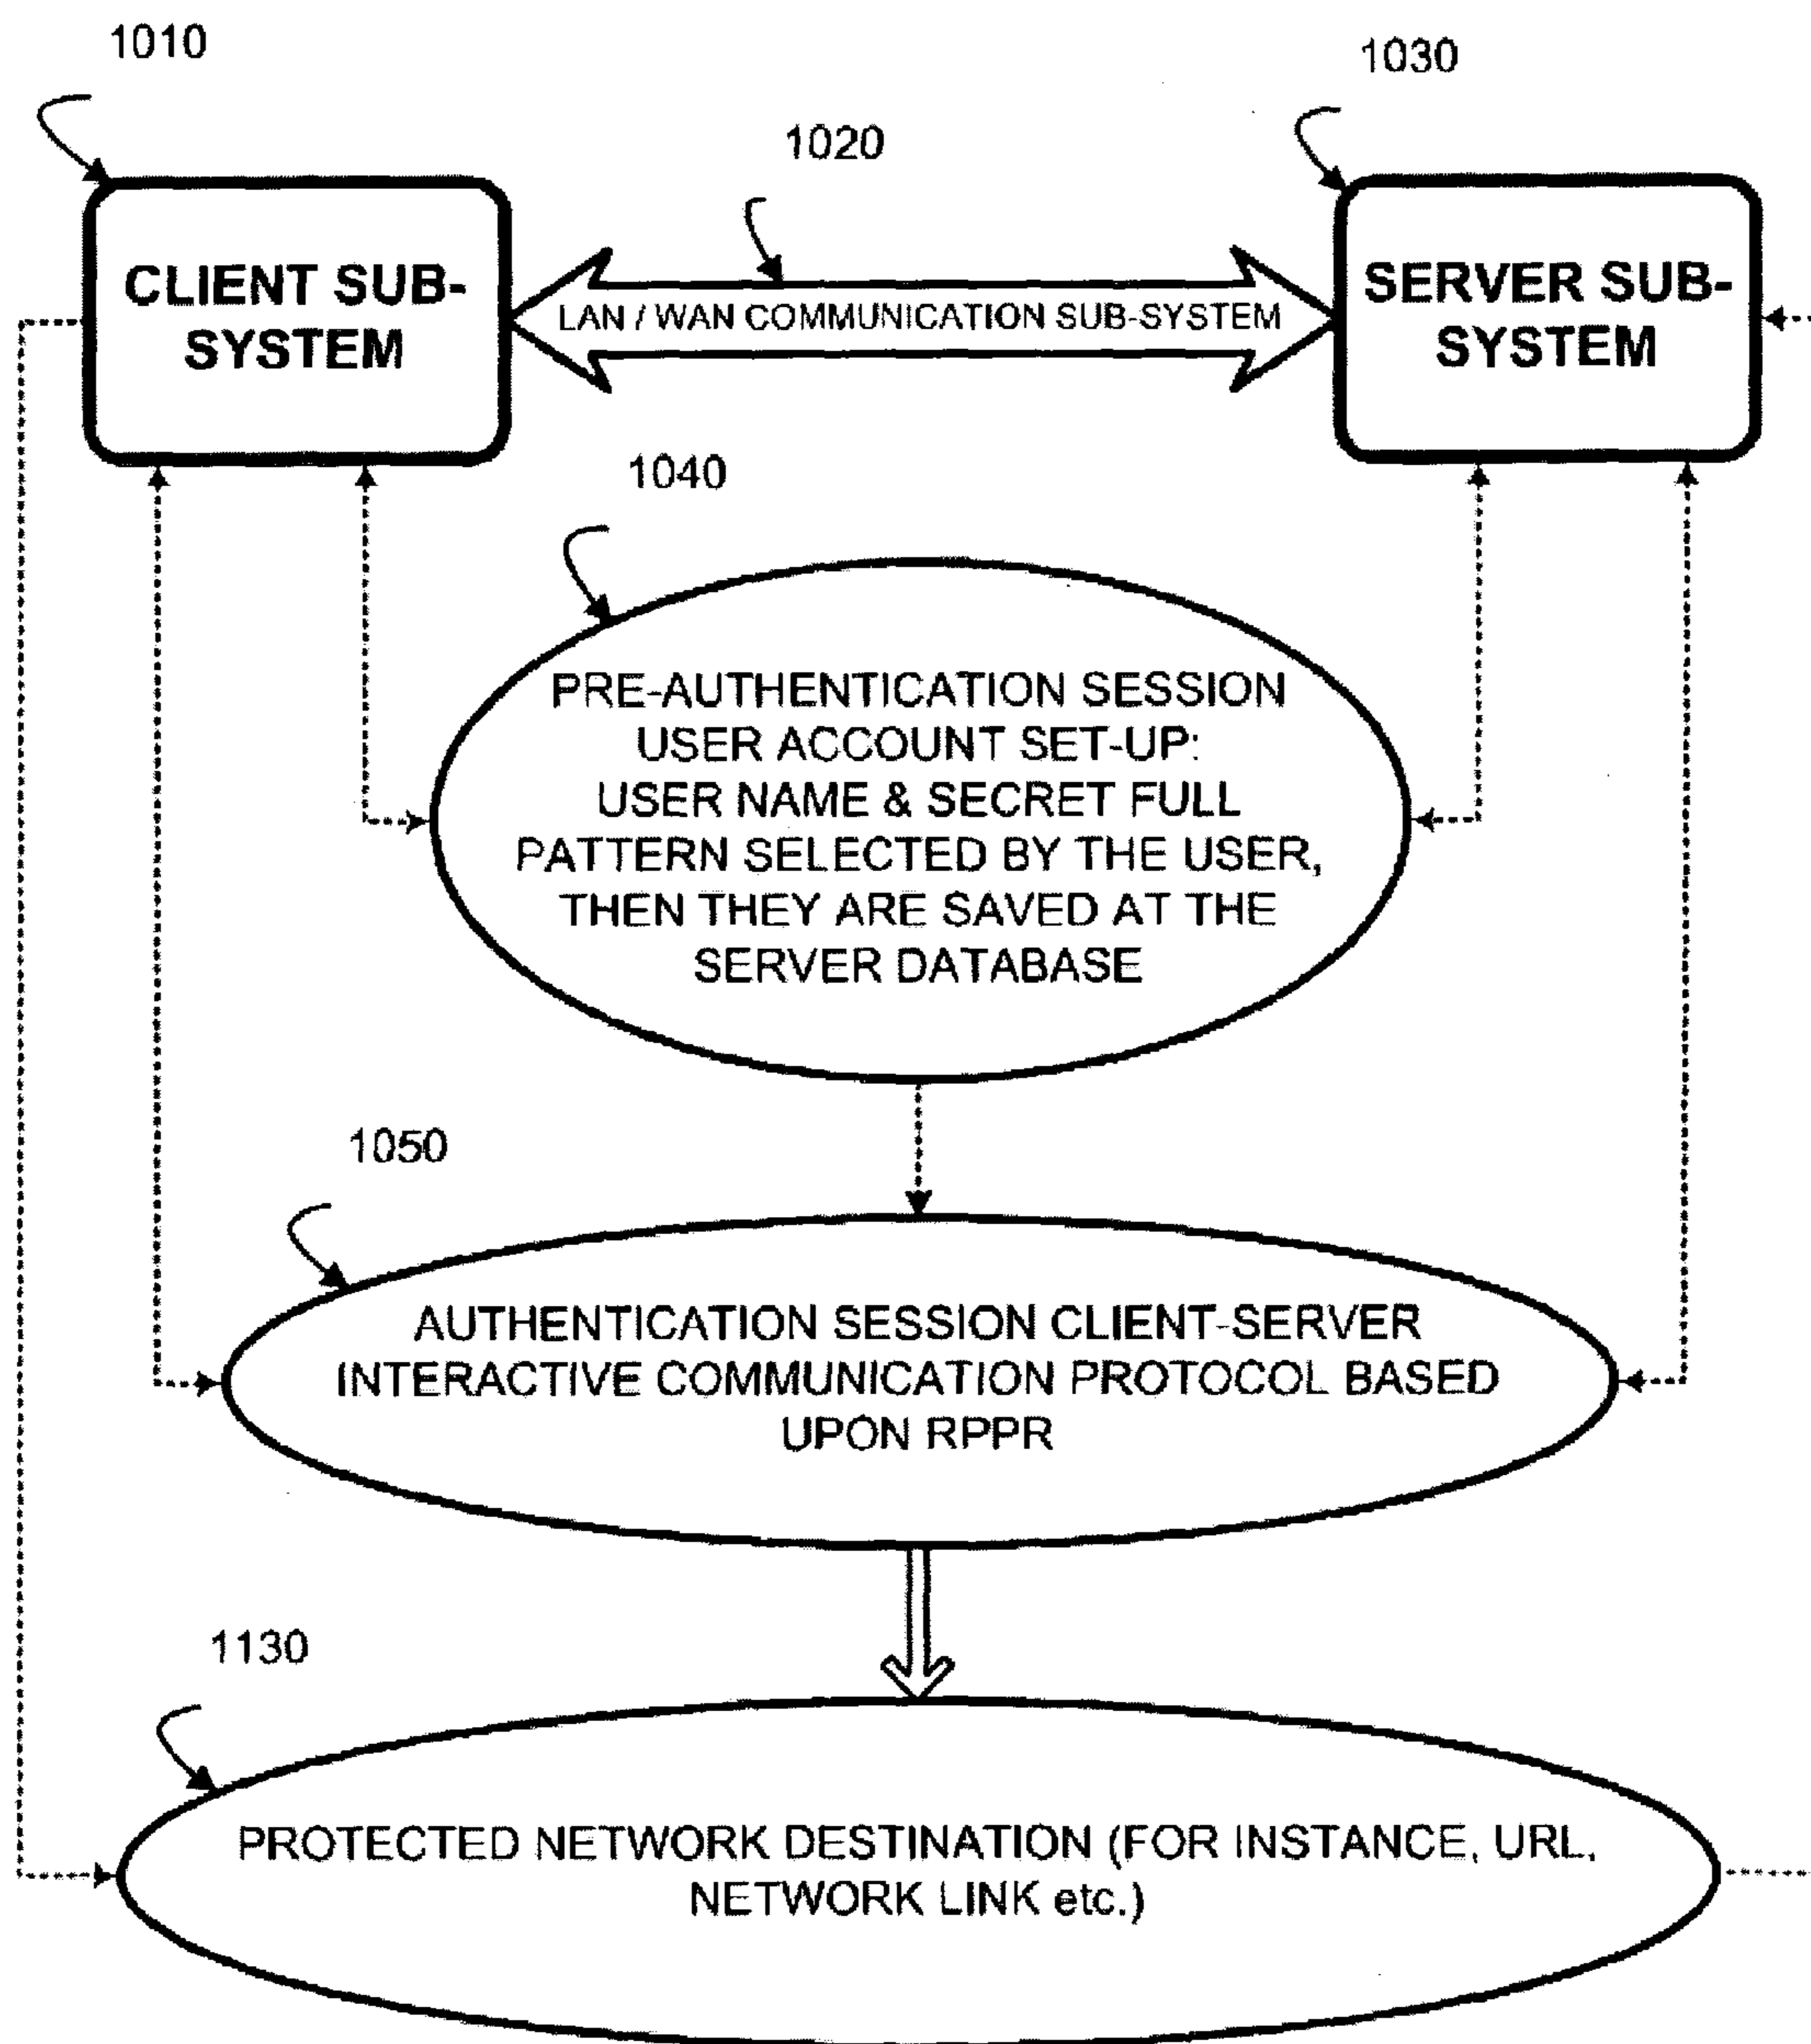 1010
1030
1020
CLIENT SUB-
SYSTEM
LAN / WAN COMMUNICATION SUB-SYSTEM
SERVER SUB-
SYSTEM
1040
PRE-AUTHENTICATION SESSION
USER ACCOUNT SET-UP:
USER NAME & SECRET FULL
PATTERN SELECTED BY THE USER,
THEN THEY ARE SAVED AT THE
SERVER DATABASE
1050
AUTHENTICATION SESSION CLIENT-SERVER
INTERACTIVE COMMUNICATION PROTOCOL BASED
UPON RPPR
1130
PROTECTED NETWORK DESTINATION (FOR INSTANCE, URL,
NETWORK LINK etc.)